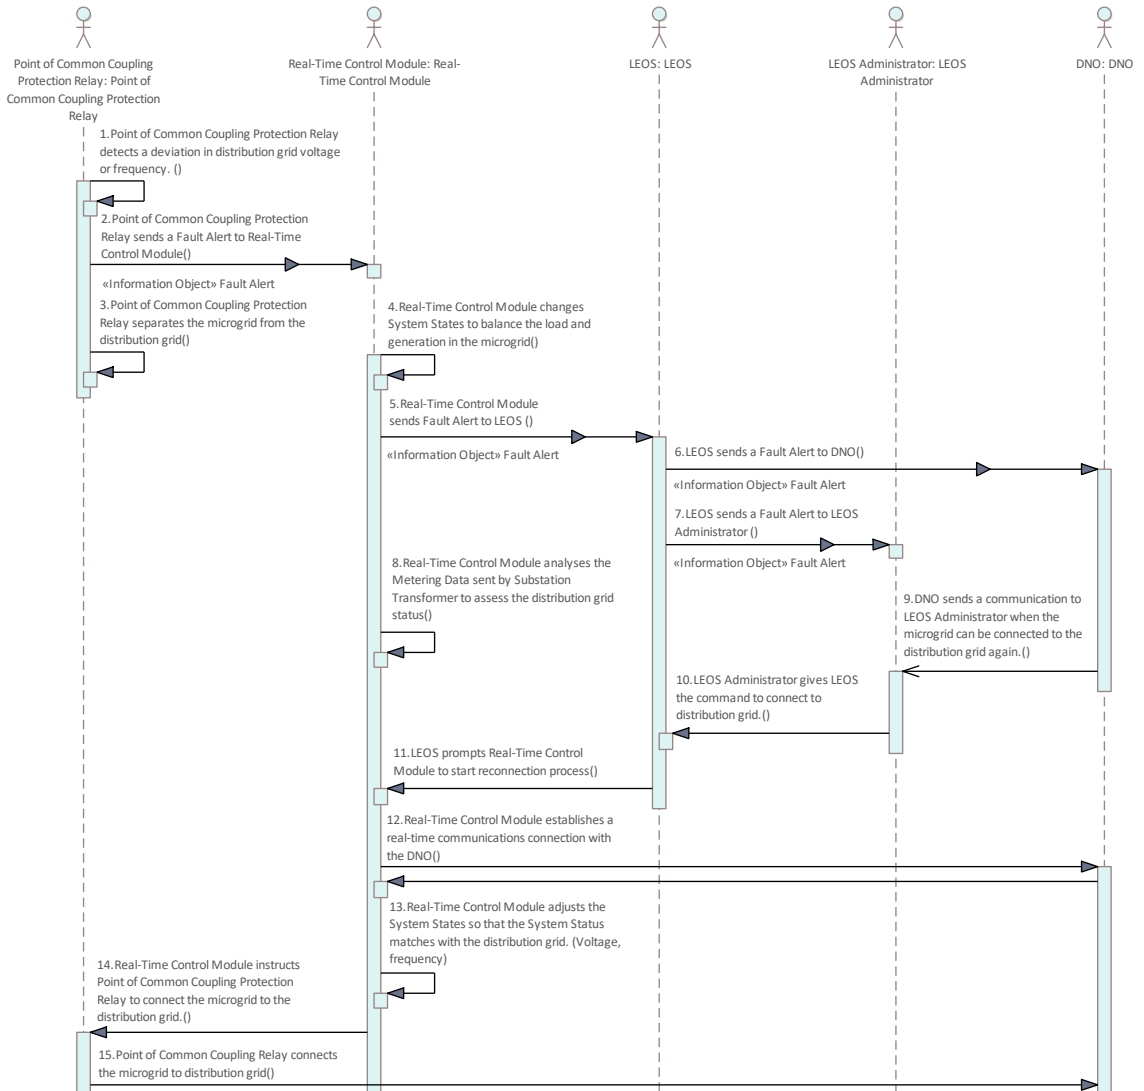 Point of Common Coupling
Protection Relay: Point of
Common Coupling Protection
Relay
Real-Time Control Module: Real-
Time Control Module
LEOS: LEOS
LEOS Administrator: LEOS
Administrator
DNO: DNO
1.Point of Common Coupling Protection Relay
detects a deviation in distribution grid voltage
or frequency. ()
2.Point of Common Coupling Protection
Relay sends a Fault Alert to Real-Time
Control Module()
«Information Object» Fault Alert
3.Point of Common Coupling Protection
Relay separates the microgrid from the
distribution grid()
4.Real-Time Control Module changes
System States to balance the load and
generation in the microgrid()
5.Real-Time Control Module
sends Fault Alert to LEOS ()
«Information Object» Fault Alert
6.LEOS sends a Fault Alert to DNO()
«Information Object» Fault Alert
7.LEOS sends a Fault Alert to LEOS
Administrator ()
«Information Object» Fault Alert
8.Real-Time Control Module analyses the
Metering Data sent by Substation
Transformer to assess the distribution grid
status()
9.DNO sends a communication to
LEOS Administrator when the
microgrid can be connected to the
distribution grid again.()
10.LEOS Administrator gives LEOS
the command to connect to
distribution grid.()
11.LEOS prompts Real-Time Control
Module to start reconnection process()
12.Real-Time Control Module establishes a
real-time communications connection with
the DNO()
13.Real-Time Control Module adjusts the
System States so that the System Status
matches with the distribution grid. (Voltage,
frequency)
14.Real-Time Control Module instructs
Point of Common Coupling Protection
Relay to connect the microgrid to the
distribution grid.()
15.Point of Common Coupling Relay connects
the microgrid to distribution grid()